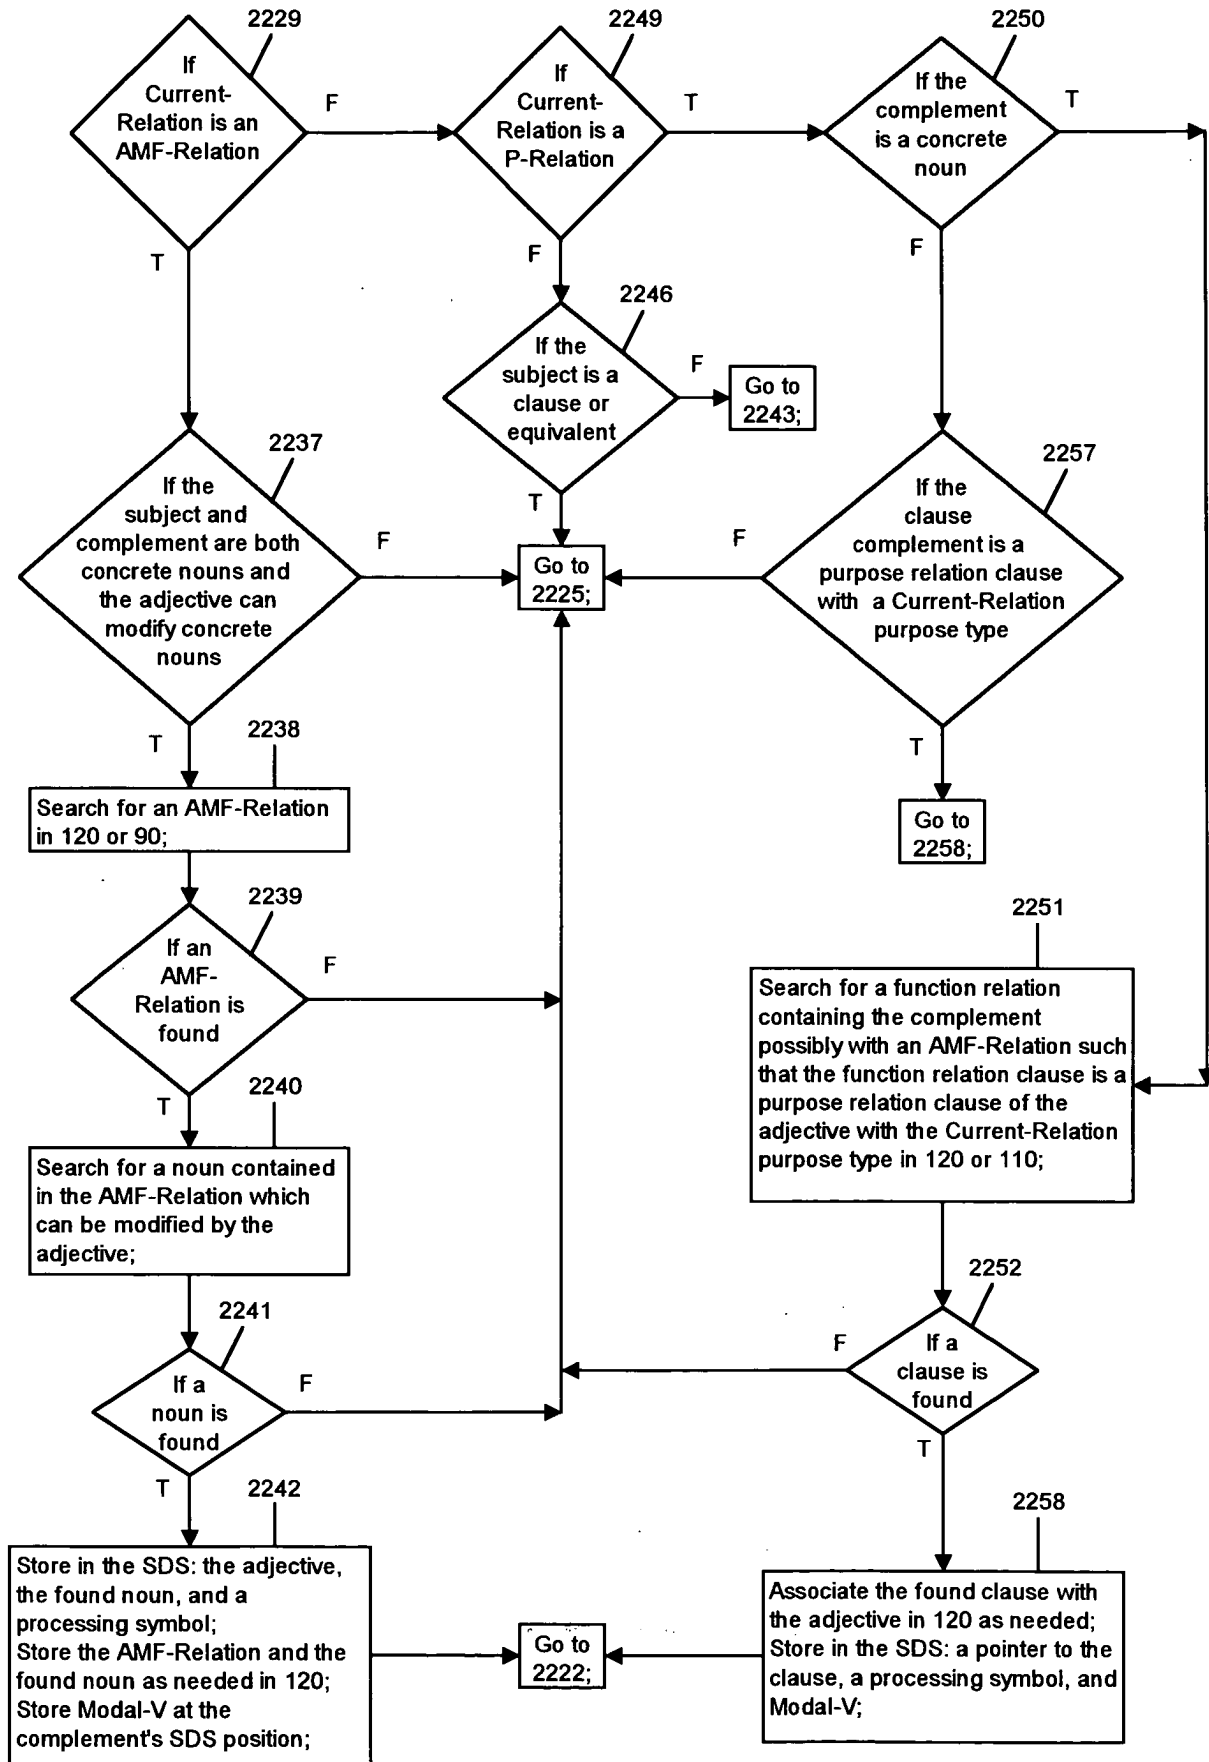 2229
If
Current-
Relation is an
AMF-Relation
F
T
2249
If
Current-
Relation is a
P-Relation
T
F
2250
If the
complement
is a concrete
noun
T
F
2246
If the
subject is a
clause or
equivalent
F
T
Go to
2243;
2237
If the
subject and
complement are both
concrete nouns and
the adjective can
modify concrete
nouns
F
T
Go to
2225;
2257
If the
clause
complement is a
purpose relation clause
with a Current-Relation
purpose type
F
T
Go to
2258;
2238
Search for an AMF-Relation
in 120 or 90;
2239
If an
AMF-
Relation is
found
F
T
2251
Search for a function relation
containing the complement
possibly with an AMF-Relation such
that the function relation clause is a
purpose relation clause of the
adjective with the Current-Relation
purpose type in 120 or 110;
2240
Search for a noun contained
in the AMF-Relation which
can be modified by the
adjective;
2241
If a
noun is
found
F
T
2252
If a
clause is
found
F
T
2242
Store in the SDS: the adjective,
the found noun, and a
processing symbol;
Store the AMF-Relation and the
found noun as needed in 120;
Store Modal-V at the
complement's SDS position;
Go to
2222;
2258
Associate the found clause with
the adjective in 120 as needed;
Store in the SDS: a pointer to the
clause, a processing symbol, and
Modal-V;